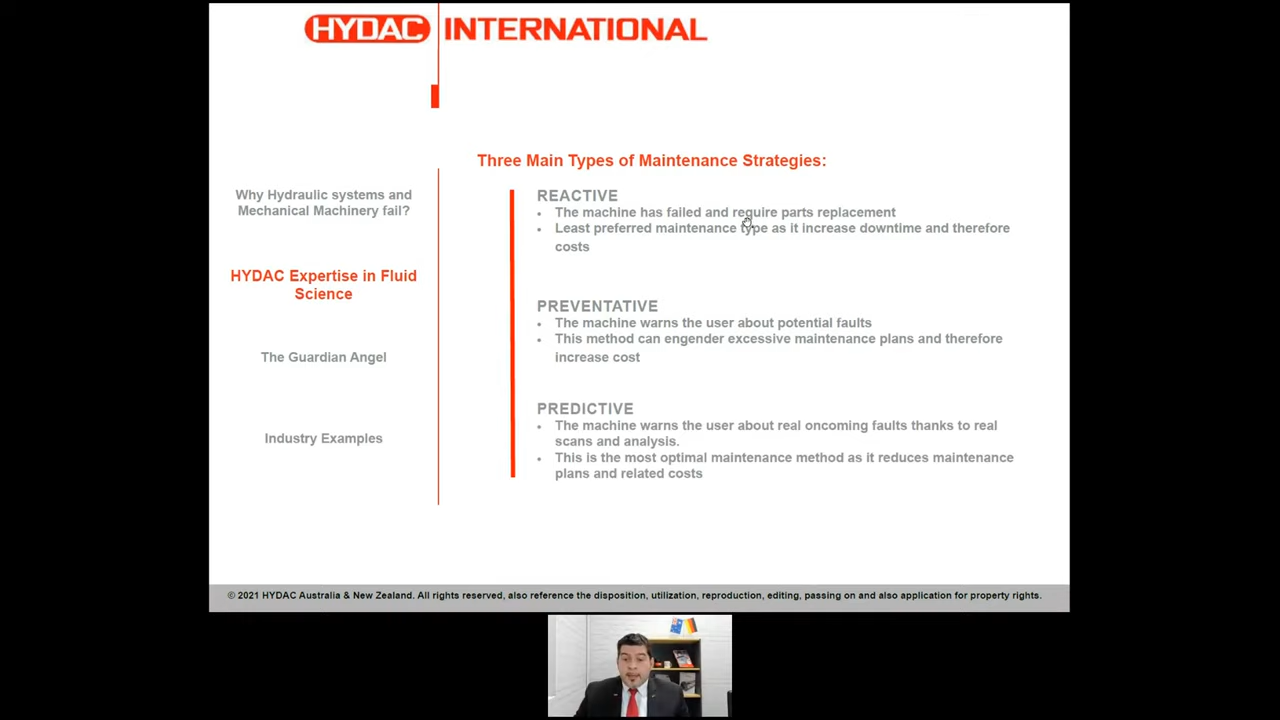 HYDAC INTERNATIONAL
Three Main Types of Maintenance Strategies:
Why Hydraulic systems and
Mechanical Machinery fail?
HYDAC Expertise in Fluid
Science
The Guardian Angel
Industry Examples
REACTIVE
• The machine has failed and require parts replacement
• Least preferred maintenance type as it increase downtime and therefore
costs
PREVENTATIVE
• The machine warns the user about potential faults
• This method can engender excessive maintenance plans and therefore
increase cost
PREDICTIVE
• The machine warns the user about real oncoming faults thanks to real
scans and analysis.
• This is the most optimal maintenance method as it reduces maintenance
plans and related costs
© 2021 HYDAC Australia & New Zealand. All rights reserved, also reference the disposition, utilization, reproduction, editing, passing on and also application for property rights.